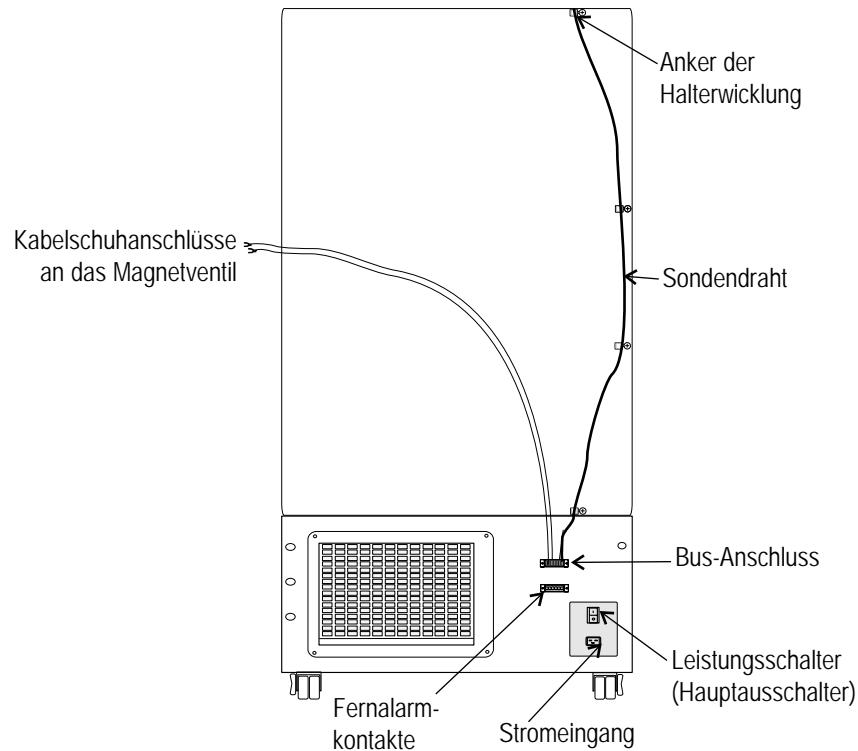 Anker der
Halterwicklung
Kabelschuhanschlüsse
an das Magnetventil
Sondendraht
Bus-Anschluss
Leistungsschalter
(Hauptausschalter)
Fernalarm-
kontakte
Stromeingang